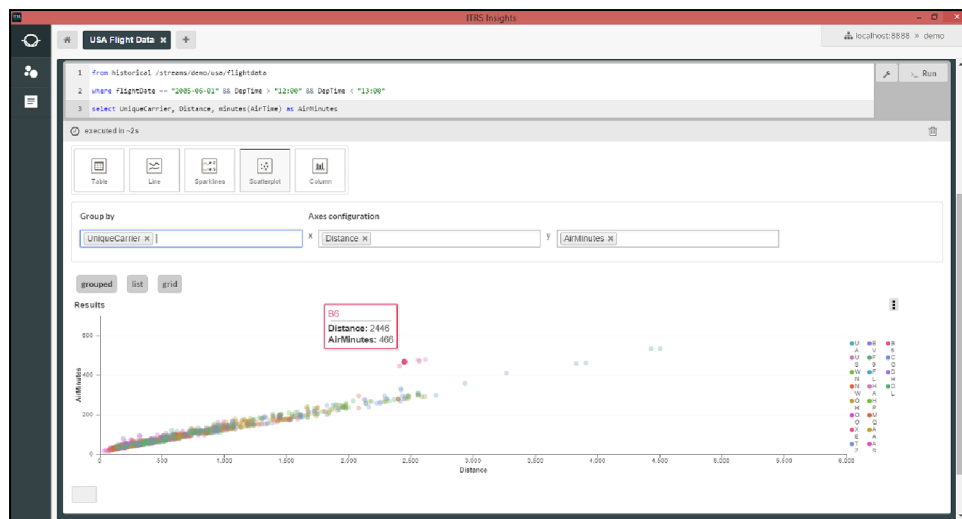 ITRS Insights
USA Flight Data
localhost:8888 » demo
1 from historical /streams/demo/usa/flightdata
2 where flightDate == "2005-06-01" && DepTime > "12:00" && DepTime < "13:00"
3 select UniqueCarrier, Distance, minutes(AirTime) as AirMinutes
Run
executed in ~2s
Table Line Sparklines Scatterplot Column
Group by Axes configuration
UniqueCarrier × x Distance × y AirMinutes ×
grouped list grid
Results
B6
Distance: 2446
AirMinutes: 466
600
400
200
0
AirMinutes
0 500 1,000 1,500 2,000 2,500 3,000 3,500 4,000 4,500 5,000 5,500 6,000
Distance